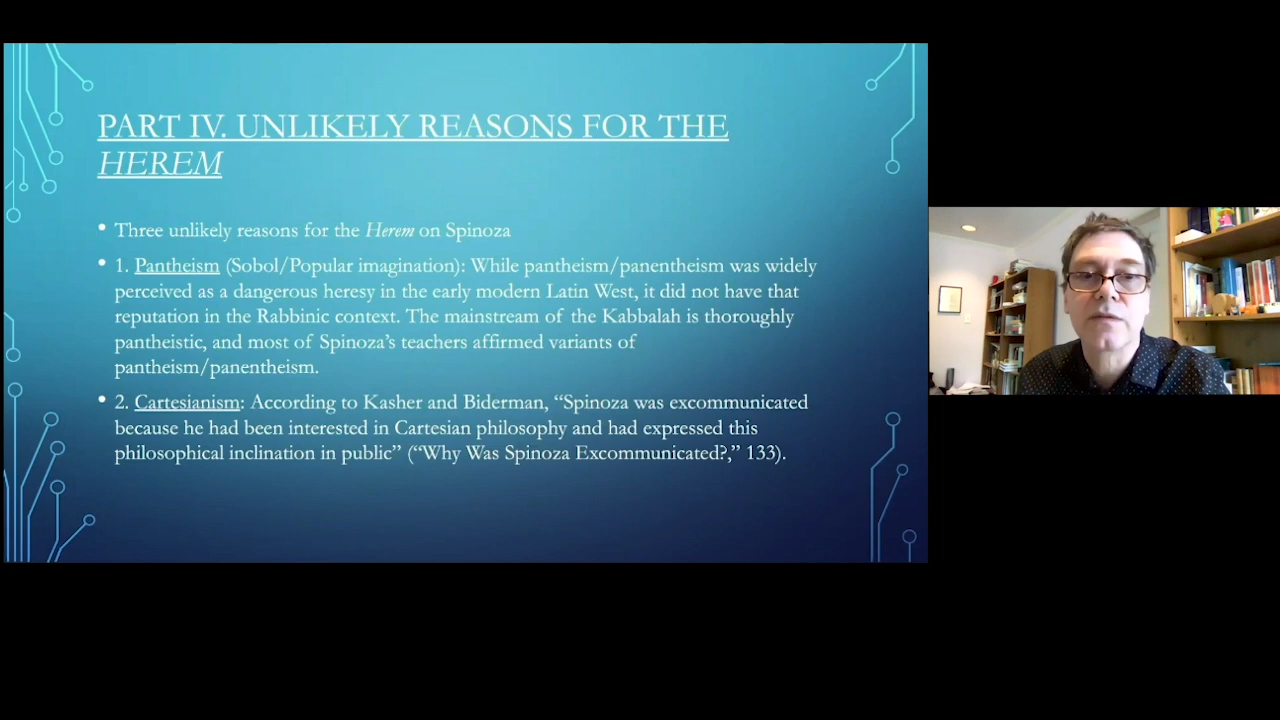 PART IV. UNLIKELY REASONS FOR THE
HEREM
• Three unlikely reasons for the Herem on Spinoza
• 1. Pantheism (Sobol/Popular imagination): While pantheism/panentheism was widely
perceived as a dangerous heresy in the early modern Latin West, it did not have that
reputation in the Rabbinic context. The mainstream of the Kabbalah is thoroughly
pantheistic, and most of Spinoza’s teachers affirmed variants of
pantheism/panentheism.
• 2. Cartesianism: According to Kasher and Biderman, “Spinoza was excommunicated
because he had been interested in Cartesian philosophy and had expressed this
philosophical inclination in public” (“Why Was Spinoza Excommunicated?,” 133).